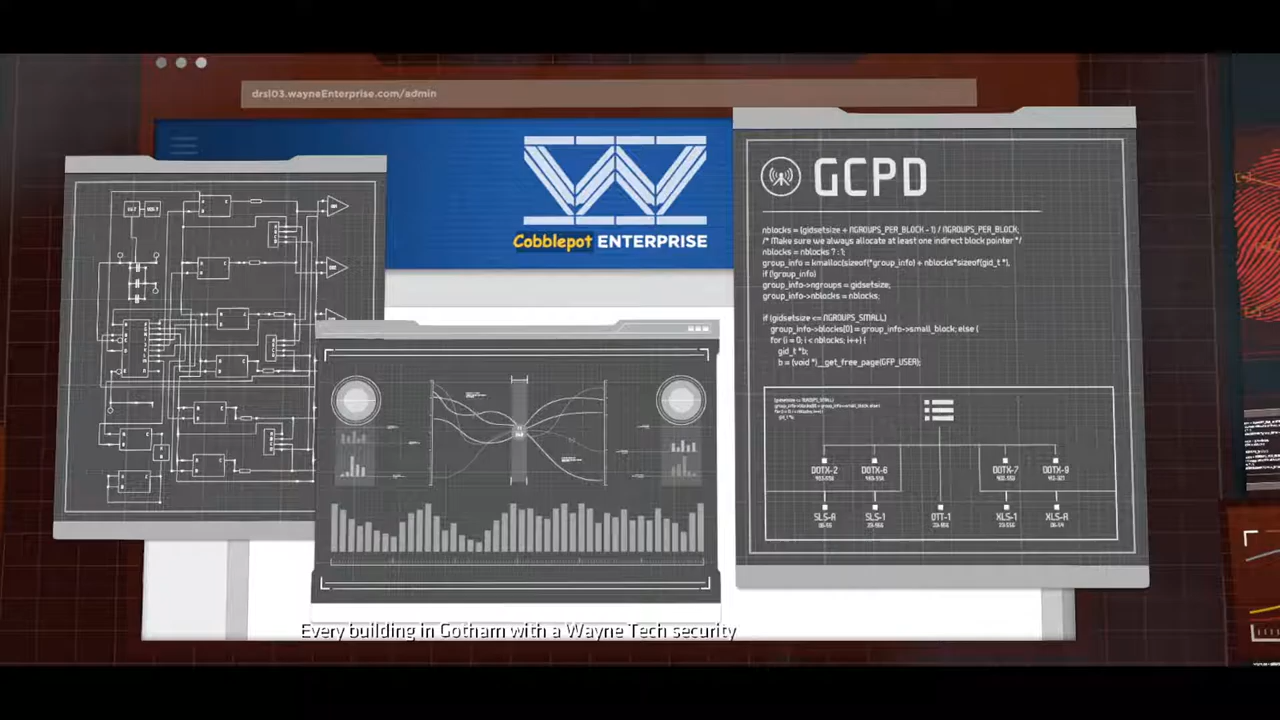 drsl03.wayneEnterprise.com/admin
Cobblepot ENTERPRISE
GCPD
nblocks = (gidsetsize + NGROUPS_PER_BLOCK - 1) / NGROUPS_PER_BLOCK;
/* Make sure we always allocate at least one indirect block pointer */
nblocks = nblocks ? : 1;
group_info = kmalloc(sizeof(*group_info) + nblocks*sizeof(gid_t *),
if (!group_info)
group_info->ngroups = gidsetsize;
group_info->nblocks = nblocks;
if (gidsetsize <= NGROUPS_SMALL)
group_info->blocks[0] = group_info->small_block; else {
for (i = 0; i < nblocks; i++) {
gid_t *b;
b = (void *)__get_free_page(GFP_USER);
DOTX-2
DOTX-6
DOTX-7
DOTX-9
SLS-A
SLS-1
OTT-1
XLS-1
XLS-A
Every building in Gotham with a Wayne Tech security